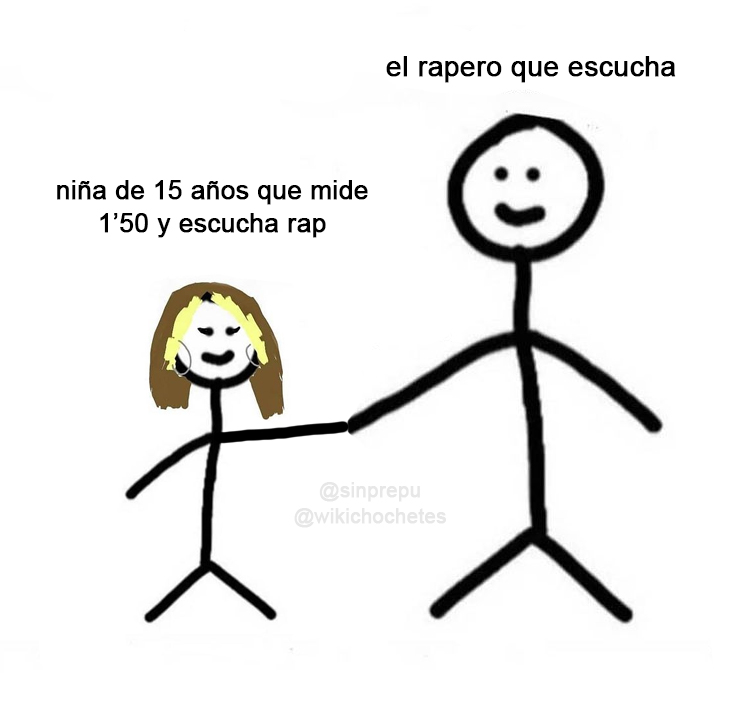 el rapero que escucha
niña de 15 años que mide
1'50 y escucha rap
@sinprepu
@wikichochetes